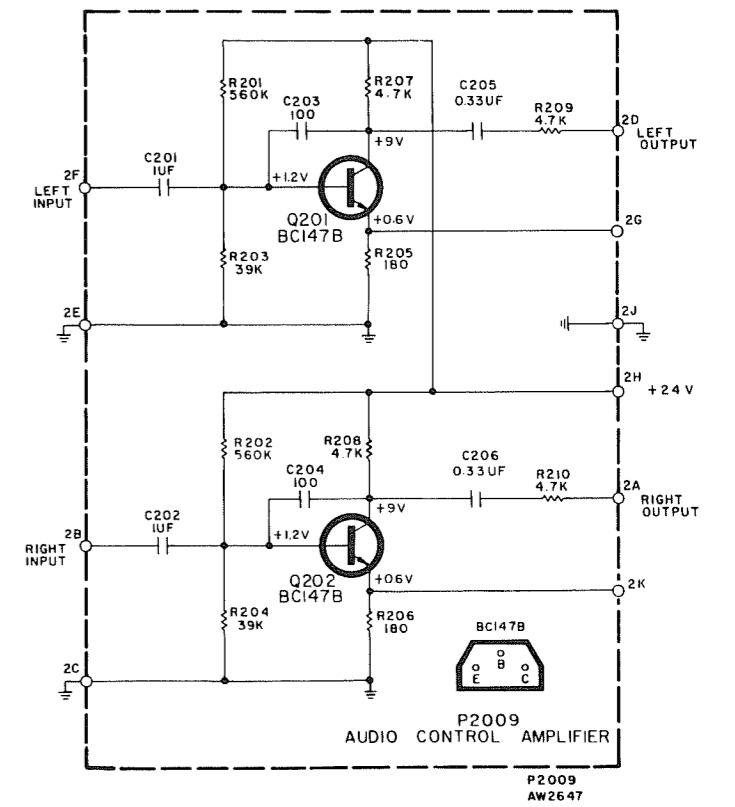 R201
560K
R207
4.7K
C203
100
C205
0.33UF
R209
4.7K
2D
LEFT
OUTPUT
+9V
C201
1UF
2F
LEFT
INPUT
+1.2V
Q201
BC147B
+0.6V
2G
R203
39K
R205
180
2E
2J
2H
+24V
R202
560K
R208
4.7K
C204
100
C206
0.33UF
R210
4.7K
2A
RIGHT
OUTPUT
+9V
C202
1UF
2B
RIGHT
INPUT
+1.2V
Q202
BC147B
+0.6V
2K
R204
39K
R206
180
BC147B
B
E
C
2C
P2009
AUDIO CONTROL AMPLIFIER
P2009
AW2647